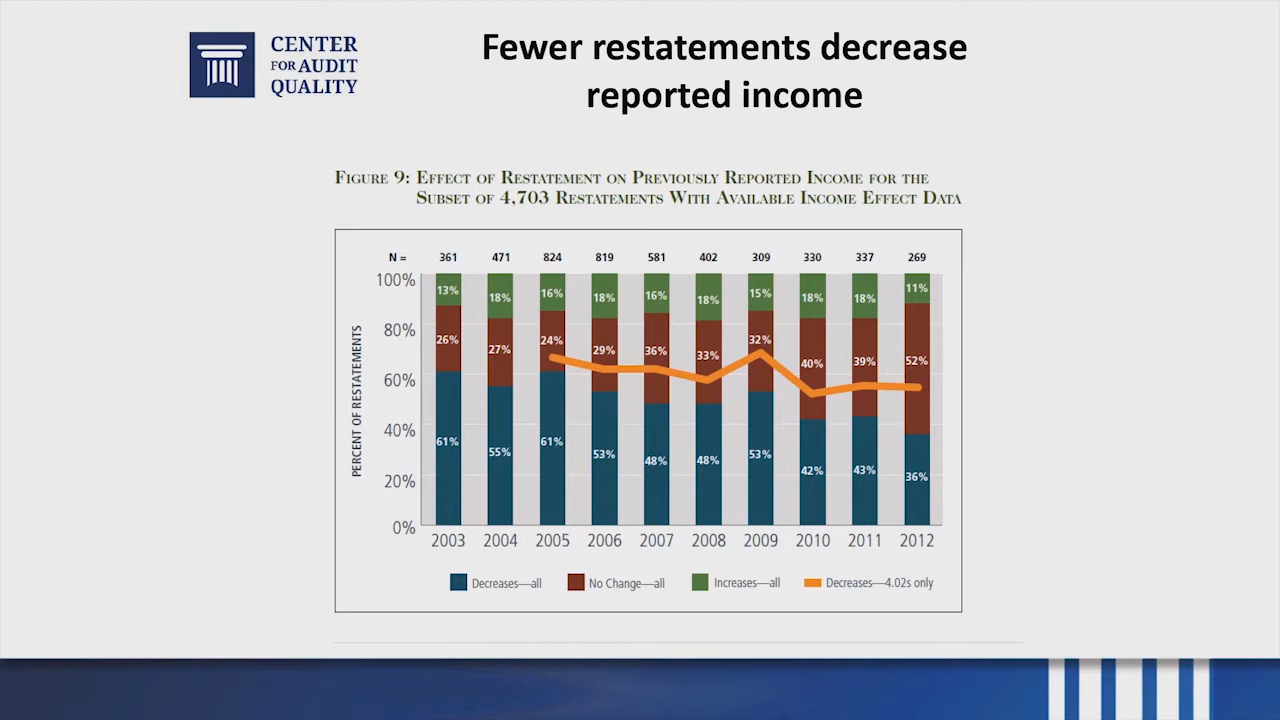 CENTER
FOR AUDIT
QUALITY
Fewer restatements decrease
reported income
FIGURE 9: EFFECT OF RESTATEMENT ON PREVIOUSLY REPORTED INCOME FOR THE
SUBSET OF 4,703 RESTATEMENTS WITH AVAILABLE INCOME EFFECT DATA
N = 361 471 824 819 581 402 309 330 337 269
100%
80%
60%
40%
20%
0%
PERCENT OF RESTATEMENTS
13% 18% 16% 18% 16% 18% 15% 18% 18% 11%
26% 27% 24% 29% 36% 33% 32% 40% 39% 52%
61% 55% 61% 53% 48% 48% 53% 42% 43% 36%
2003 2004 2005 2006 2007 2008 2009 2010 2011 2012
Decreases—all No Change—all Increases—all Decreases—4.02s only